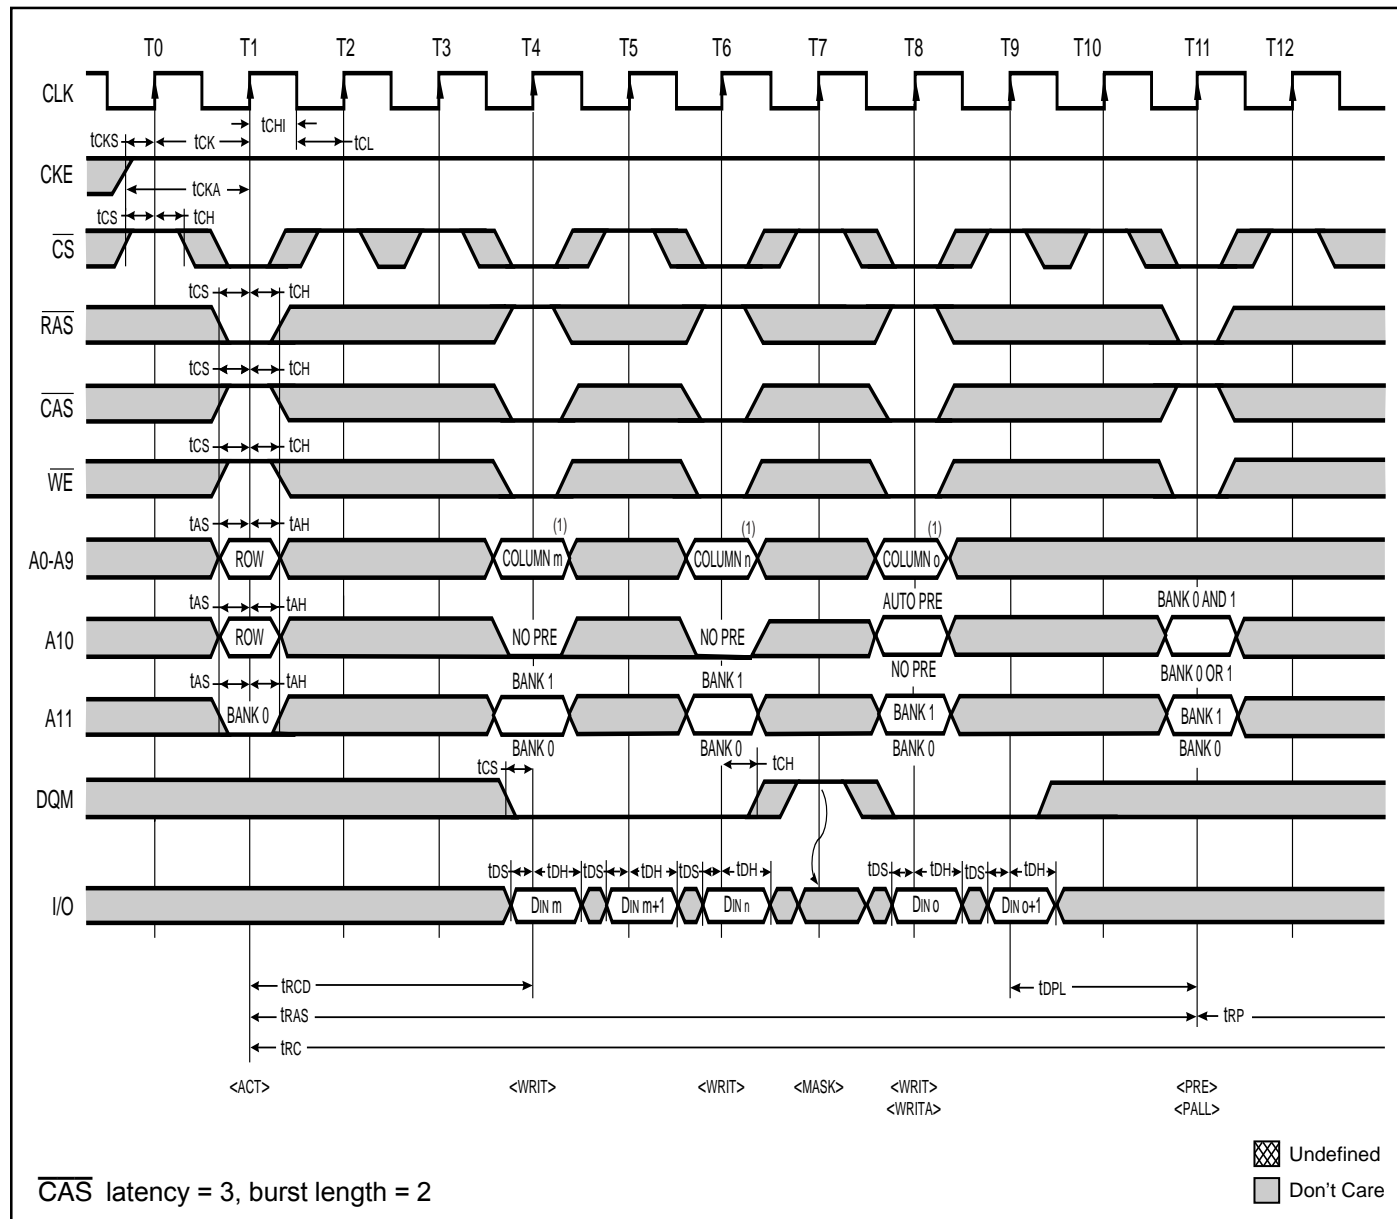 T0 T1 T2 T3 T4 T5 T6 T7 T8 T9 T10 T11 T12
CLK
tCHI
tCKS tCK tCL
CKE
tCKA
tCS tCH
CS
tCS tCH
RAS
tCS tCH
CAS
tCS tCH
WE
tAS tAH (1) (1) (1)
A0-A9 ROW COLUMN m COLUMN n COLUMN o
tAS tAH AUTO PRE BANK 0 AND 1
A10 ROW NO PRE NO PRE
NO PRE BANK 0 OR 1
tAS tAH BANK 1 BANK 1
A11 BANK 0 BANK 1 BANK 1
BANK 0 BANK 0 BANK 0 BANK 0
tCS tCH
DQM
tDS tDH tDS tDH tDS tDH tDS tDH tDS tDH
I/O DIN m DIN m+1 DIN n DIN o DIN o+1
tRCD tDPL
tRAS tRP
tRC
<ACT> <WRIT> <WRIT> <MASK> <WRIT> <PRE>
<WRITA> <PALL>
Undefined
CAS latency = 3, burst length = 2
Don't Care